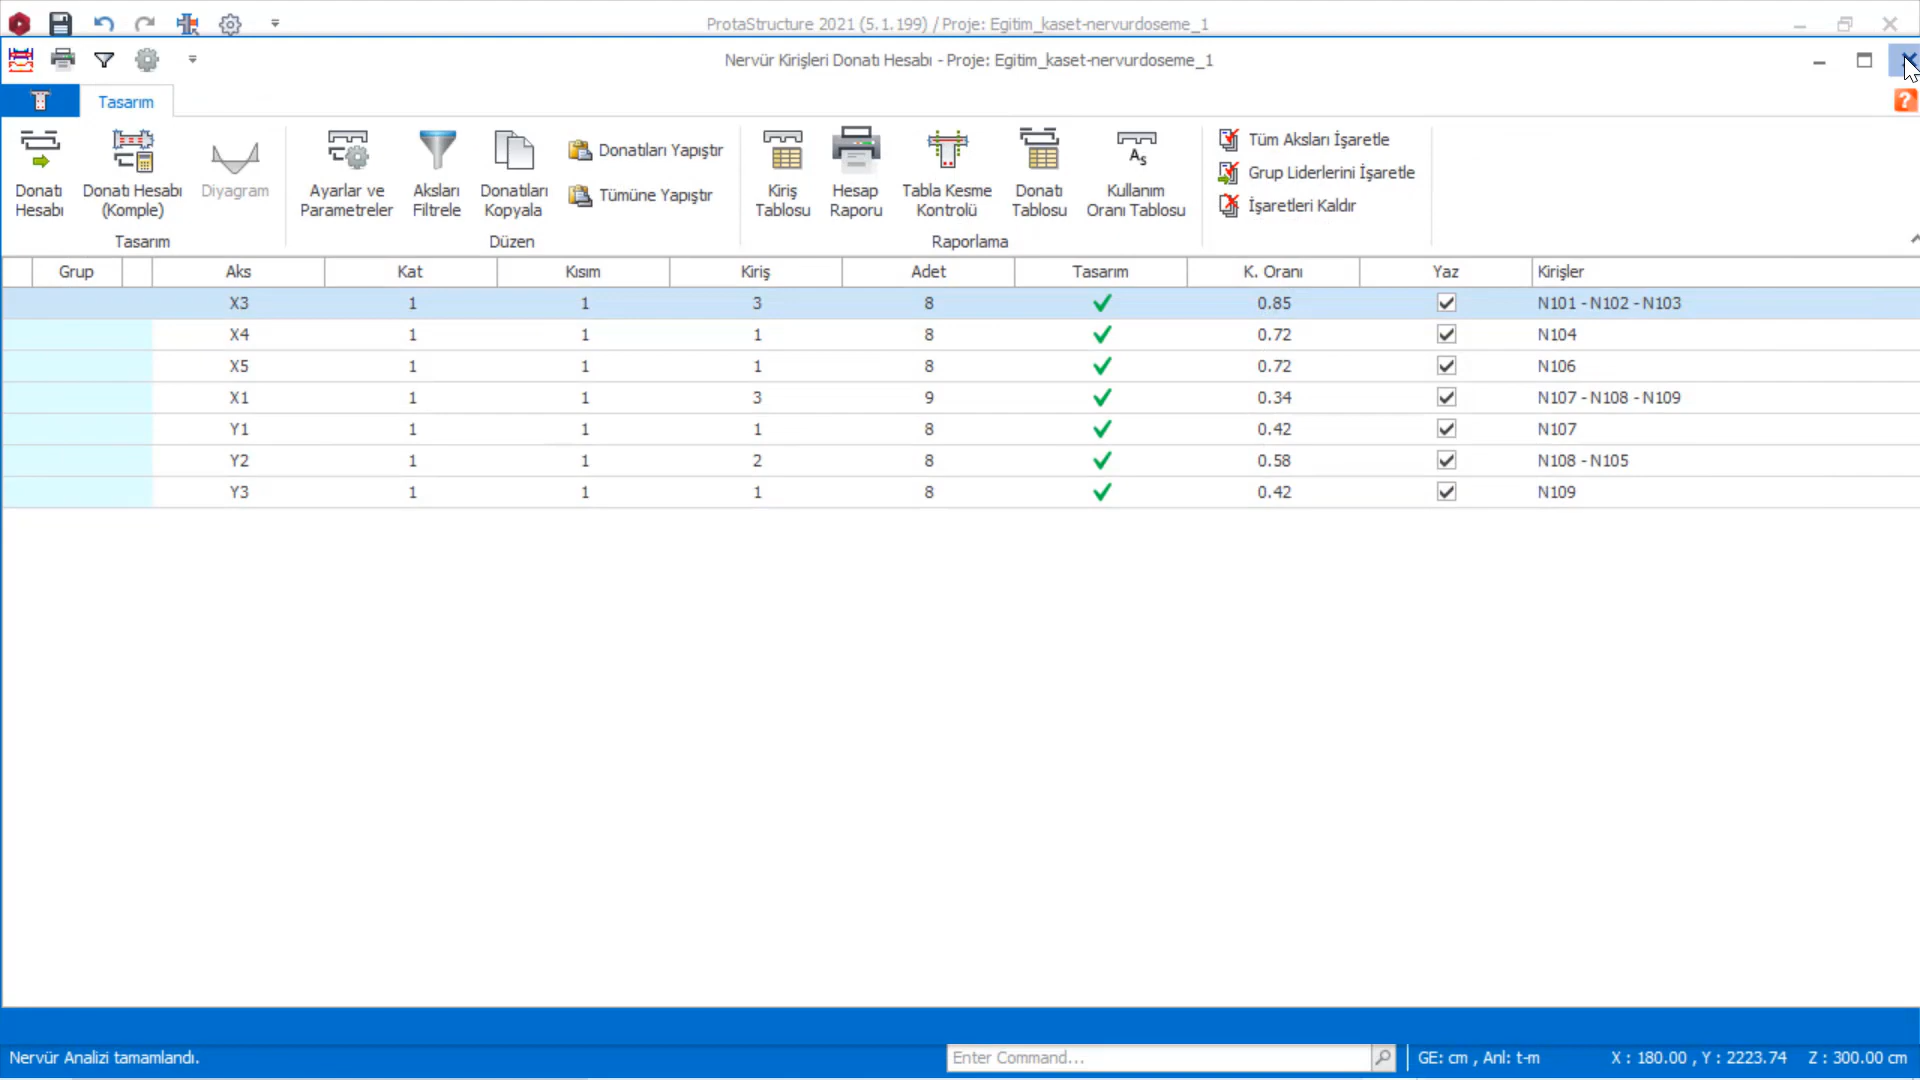 ProtaStructure 2021 (5.1.199) / Proje: Egitim_kaset-nervurdoseme_1
Nervür Kirişleri Donatı Hesabı - Proje: Egitim_kaset-nervurdoseme_1
Tasarım
Donatı Hesabı
Donatı Hesabı (Komple)
Diyagram
Tasarım
Ayarlar ve Parametreler
Aksları Filtrele
Donatıları Kopyala
Donatıları Yapıştır
Tümüne Yapıştır
Düzen
Kiriş Tablosu
Hesap Raporu
Tabla Kesme Kontrolü
Donatı Tablosu
As
Kullanım Oranı Tablosu
Raporlama
Tüm Aksları İşaretle
Grup Liderlerini İşaretle
İşaretleri Kaldır
?
Grup Aks Kat Kısım Kiriş Adet Tasarım K. Oranı Yaz Kirişler
X3 1 1 3 8 0.85 N101 - N102 - N103
X4 1 1 1 8 0.72 N104
X5 1 1 1 8 0.72 N106
X1 1 1 3 9 0.34 N107 - N108 - N109
Y1 1 1 1 8 0.42 N107
Y2 1 1 2 8 0.58 N108 - N105
Y3 1 1 1 8 0.42 N109
Nervür Analizi tamamlandı.
Enter Command...
GE: cm , Anl: t-m
X : 180.00 , Y : 2223.74
Z : 300.00 cm